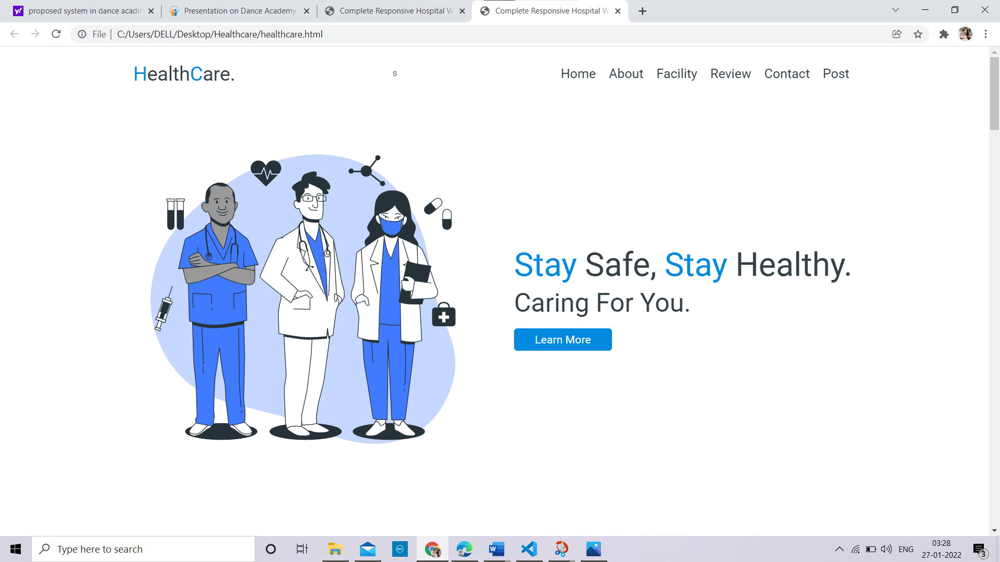 proposed system in dance acadm
Presentation on Dance Academy
Complete Responsive Hospital W
Complete Responsive Hospital W
File
C:/Users/DELL/Desktop/Healthcare/healthcare.html
HealthCare.
s
Home About Facility Review Contact Post
Stay Safe, Stay Healthy.
Caring For You.
Learn More
Type here to search
ENG
03:28
27-01-2022
3